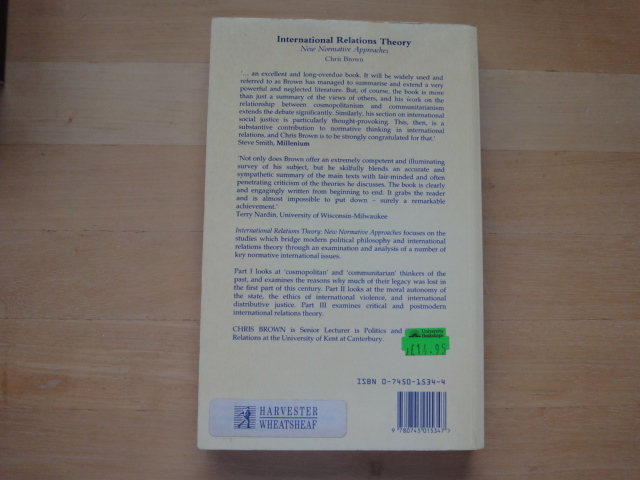 International Relations Theory
New Normative Approaches
Chris Brown
'... an excellent and long-overdue book. It will be widely used and
referred to as Brown has managed to summarise and extend a very
powerful and neglected literature. But, of course, the book is more
than just a summary of the views of others, and his work on the
relationship between cosmopolitanism and communitarianism
extends the debate significantly. Similarly, his section on international
social justice is particularly thought-provoking. This, then, is a
substantive contribution to normative thinking in international
relations, and Chris Brown is to be strongly congratulated for that.'
Steve Smith, Millenium
'Not only does Brown offer an extremely competent and illuminating
survey of his subject, but he skilfully blends an accurate and
sympathetic summary of the main texts with fair-minded and often
penetrating criticism of the theories he discusses. The book is clearly
and engagingly written from beginning to end. It grabs the reader
and is almost impossible to put down – surely a remarkable
achievement.'
Terry Nardin, University of Wisconsin-Milwaukee
International Relations Theory: New Normative Approaches focuses on the
studies which bridge modern political philosophy and international
relations theory through an examination and analysis of a number of
key normative international issues.
Part I looks at 'cosmopolitan' and 'communitarian' thinkers of the
past, and examines the reasons why much of their legacy was lost in
the first part of this century. Part II looks at the moral autonomy of
the state, the ethics of international violence, and international
distributive justice. Part III examines critical and postmodern
international relations theory.
CHRIS BROWN is Senior Lecturer is Politics and
Relations at the University of Kent at Canterbury.
University
Bookshops
ISBN 0-7450-1534-4
HARVESTER
WHEATSHEAF
9 780745 015347